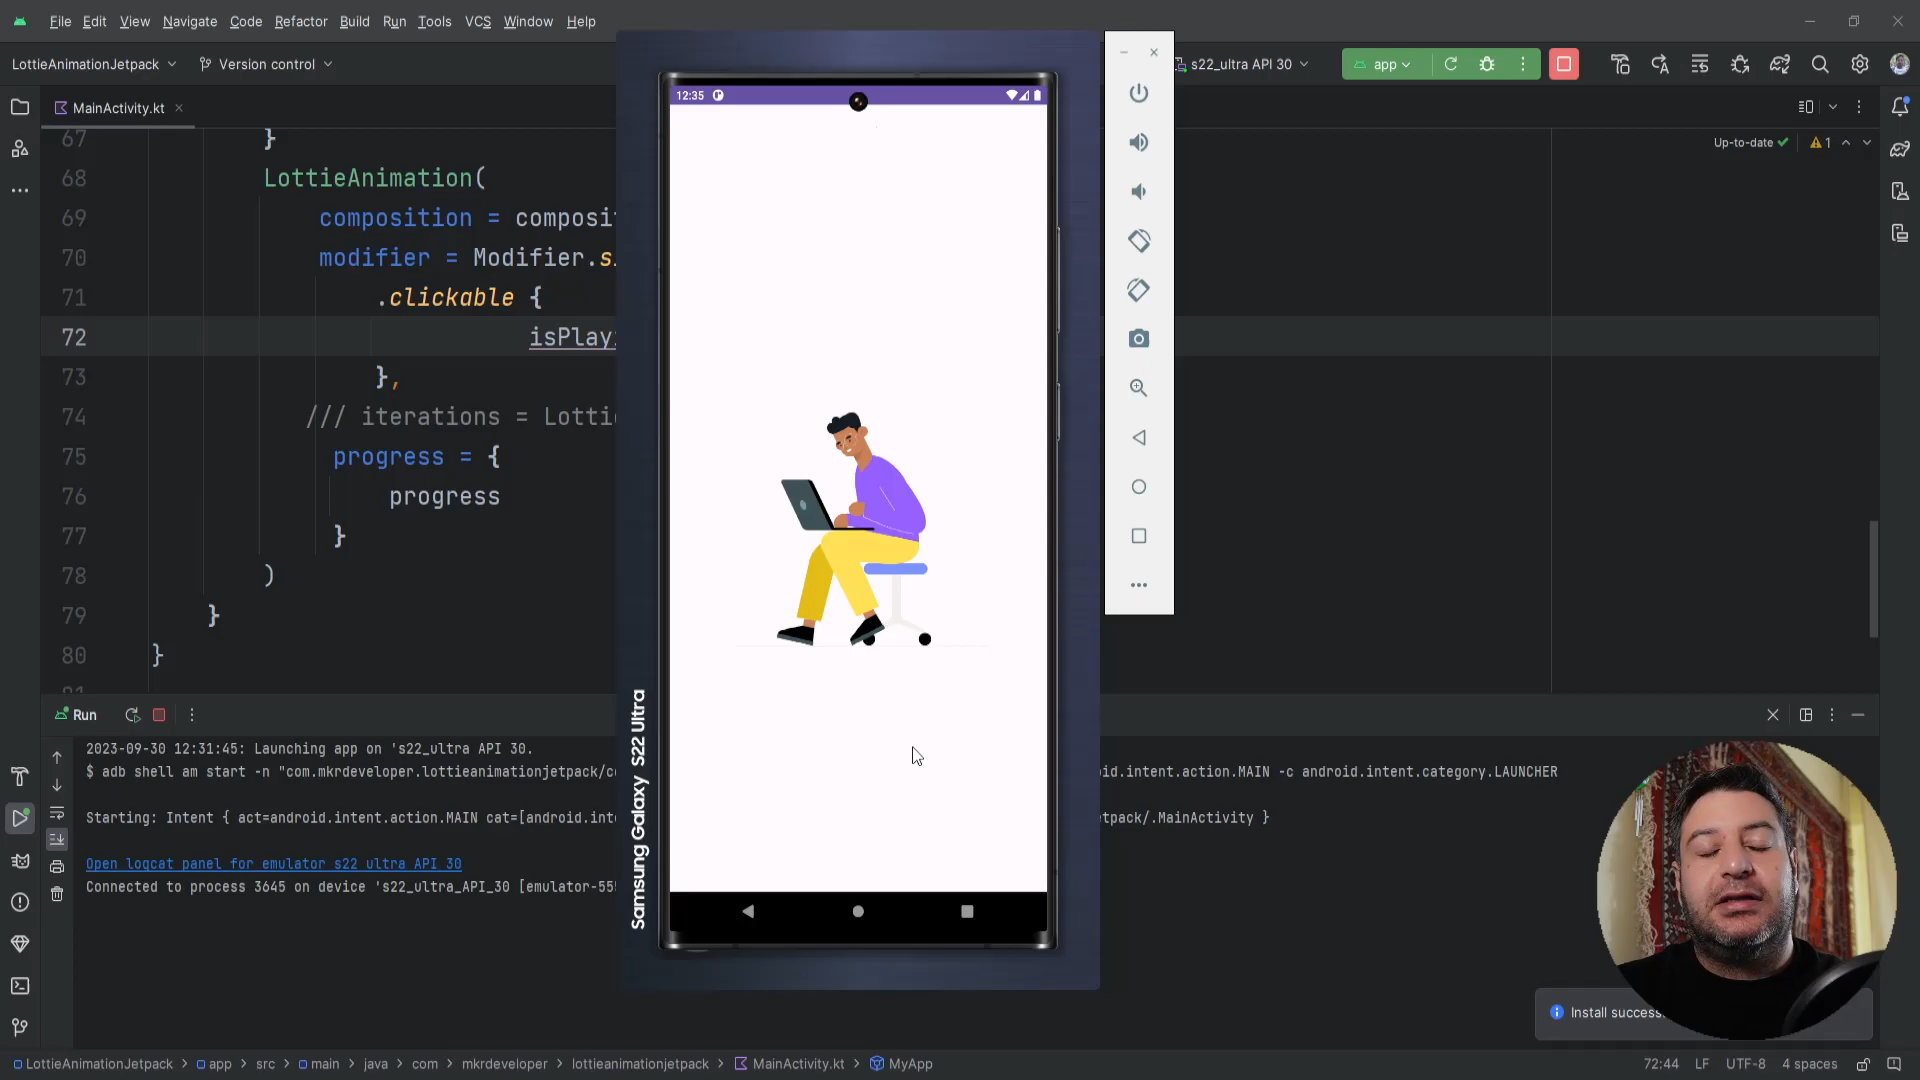 File Edit View Navigate Code Refactor Build Run Tools VCS Window Help
LottieAnimationJetpack Version control s22_ultra API 30 app
MainActivity.kt
12:35
Up-to-date 1
67 }
68 LottieAnimation(
69 composition = composit
70 modifier = Modifier.s
71 .clickable {
72 isPlay
73 },
74 /// iterations = Lotti
75 progress = {
76 progress
77 }
78 )
79 }
80 }
81
Samsung Galaxy S22 Ultra
Run
2023-09-30 12:31:45: Launching app on 's22_ultra API 30.
$ adb shell am start -n "com.mkrdeveloper.lottieanimationjetpack/c id.intent.action.MAIN -c android.intent.category.LAUNCHER
Starting: Intent { act=android.intent.action.MAIN cat=[android.int etpack/.MainActivity }
Open logcat panel for emulator s22 ultra API 30
Connected to process 3645 on device 's22_ultra_API_30 [emulator-55
Install success
LottieAnimationJetpack > app > src > main > java > com > mkrdeveloper > lottieanimationjetpack > MainActivity.kt > MyApp
72:44 LF UTF-8 4 spaces